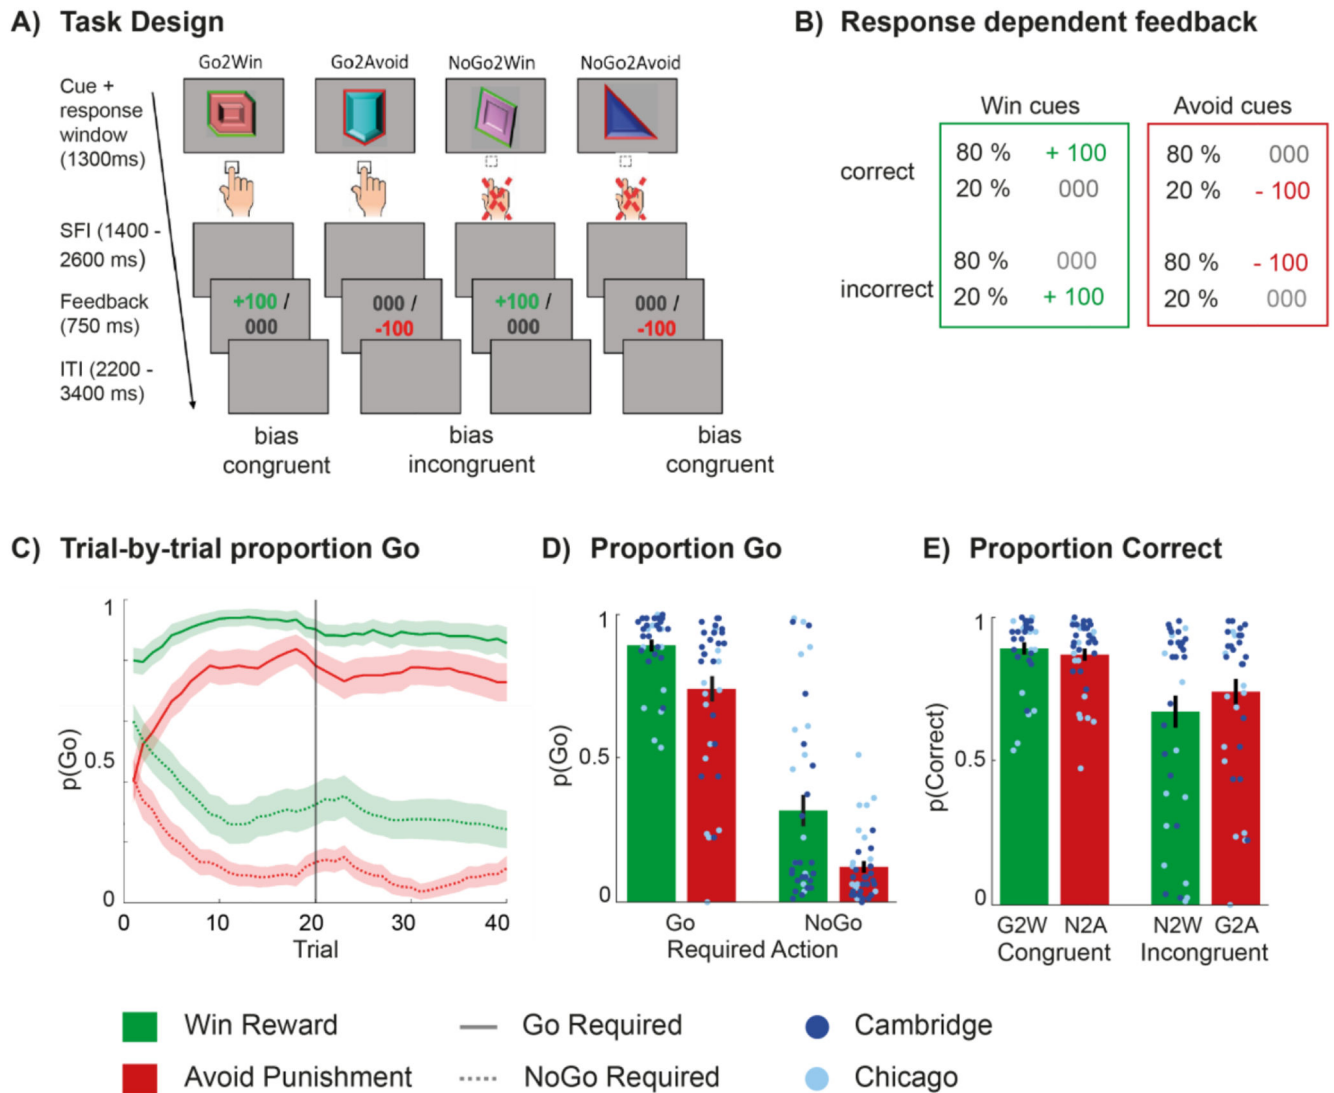 A) Task Design
Go2Win Go2Avoid NoGo2Win NoGo2Avoid
Cue +
response
window
(1300ms)
SFI (1400 -
2600 ms)
Feedback
(750 ms)
+100 /
000
000 /
-100
+100 /
000
000 /
-100
ITI (2200 -
3400 ms)
bias
congruent
bias
incongruent
bias
congruent
B) Response dependent feedback
Win cues Avoid cues
correct
80 % + 100 80 % 000
20 % 000 20 % - 100
incorrect
80 % 000 80 % - 100
20 % + 100 20 % 000
C) Trial-by-trial proportion Go
p(Go)
1
0.5
0
0 10 20 30 40
Trial
D) Proportion Go
p(Go)
1
0.5
0
Go NoGo
Required Action
E) Proportion Correct
p(Correct)
1
0.5
0
G2W N2A N2W G2A
Congruent Incongruent
Win Reward Go Required Cambridge
Avoid Punishment NoGo Required Chicago